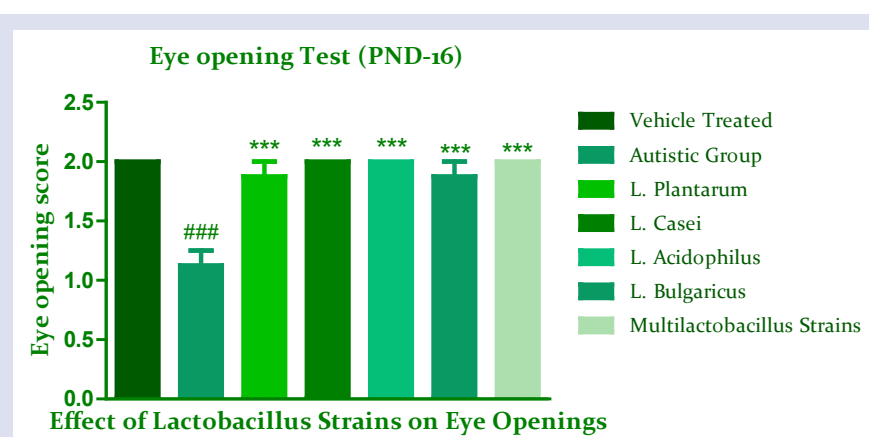 Eye opening Test (PND-16)
Eye opening score
2.5
2.0
1.5
1.0
0.5
0.0
###
***
***
***
***
***
Vehicle Treated
Autistic Group
L. Plantarum
L. Casei
L. Acidophilus
L. Bulgaricus
Multilactobacillus Strains
Effect of Lactobacillus Strains on Eye Openings